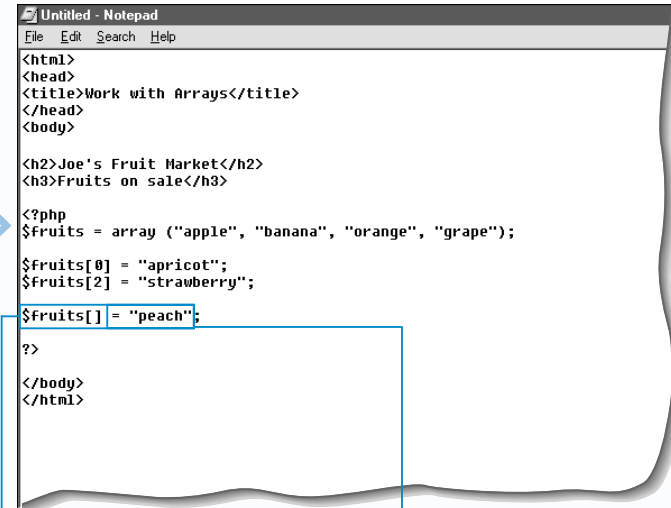 Untitled - Notepad
File Edit Search Help
<html>
<head>
<title>Work with Arrays</title>
</head>
<body>
<h2>Joe's Fruit Market</h2>
<h3>Fruits on sale</h3>
<?php
$fruits = array ("apple", "banana", "orange", "grape");
$fruits[0] = "apricot";
$fruits[2] = "strawberry";
$fruits[] = "peach";
?>
</body>
</html>